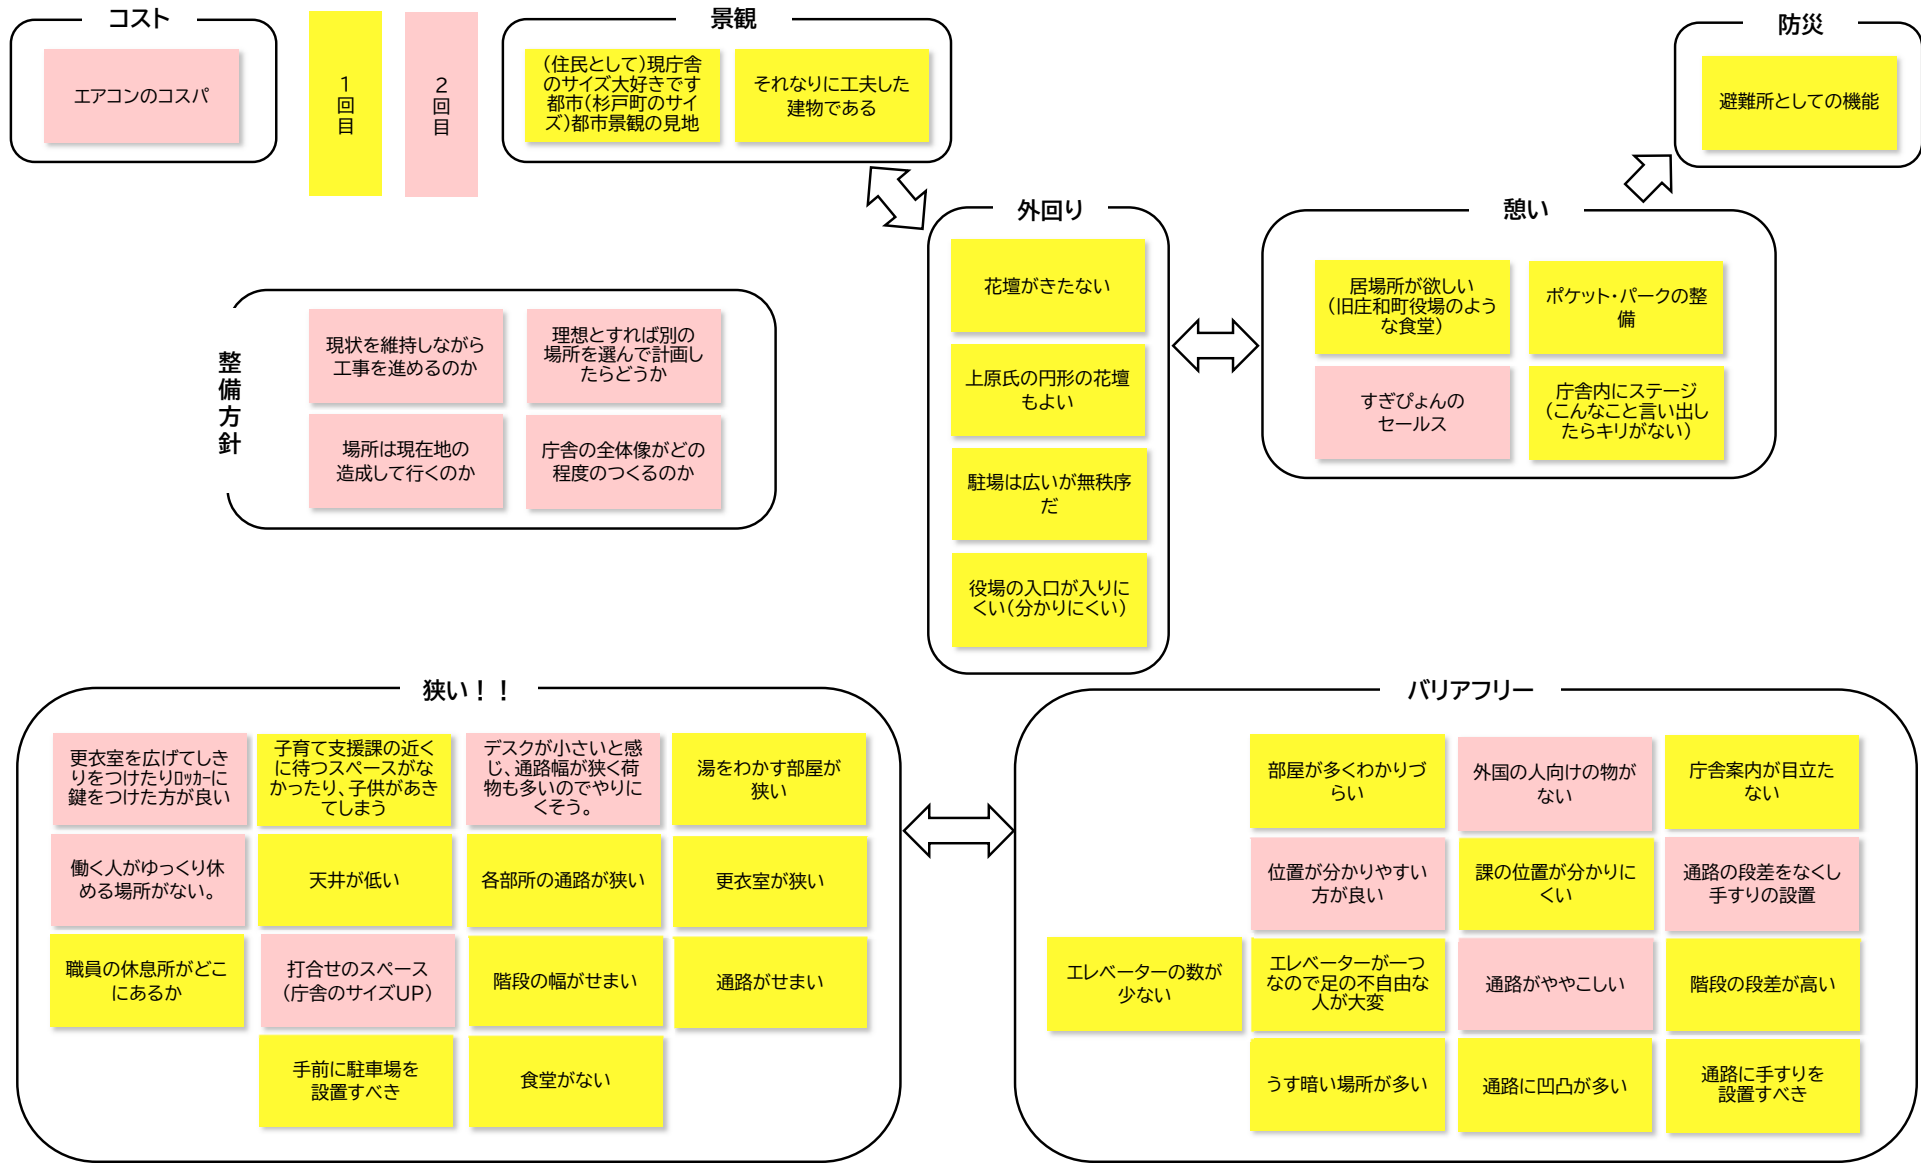 コスト
エアコンのコスパ
1回目
2回目
景観
(住民として)現庁舎
のサイズ大好きです
都市(杉戸町のサイ
ズ)都市景観の見地
それなりに工夫した
建物である
防災
避難所としての機能
外回り
花壇がきたない
上原氏の円形の花壇
もよい
駐場は広いが無秩序
だ
役場の入口が入りに
くい(分かりにくい)
憩い
居場所が欲しい
(旧庄和町役場のよう
な食堂)
ポケット・パークの整
備
すぎぴょんの
セールス
庁舎内にステージ
(こんなこと言い出し
たらキリがない)
整備方針
現状を維持しながら
工事を進めるのか
理想とすれば別の
場所を選んで計画し
たらどうか
場所は現在地の
造成して行くのか
庁舎の全体像がどの
程度のつくるのか
狭い!!
更衣室を広げてしき
りをつけたりロッカーに
鍵をつけた方が良い
子育て支援課の近く
に待つスペースがな
かったり、子供があき
てしまう
デスクが小さいと感
じ、通路幅が狭く荷
物も多いのでやりに
くそう。
湯をわかす部屋が
狭い
働く人がゆっくり休
める場所がない。
天井が低い
各部所の通路が狭い
更衣室が狭い
職員の休息所がどこ
にあるか
打合せのスペース
(庁舎のサイズUP)
階段の幅がせまい
通路がせまい
手前に駐車場を
設置すべき
食堂がない
バリアフリー
部屋が多くわかりづ
らい
外国の人向けの物が
ない
庁舎案内が目立た
ない
位置が分かりやすい
方が良い
課の位置が分かりに
くい
通路の段差をなくし
手すりの設置
エレベーターの数が
少ない
エレベーターが一つ
なので足の不自由な
人が大変
通路がややこしい
階段の段差が高い
うす暗い場所が多い
通路に凹凸が多い
通路に手すりを
設置すべき